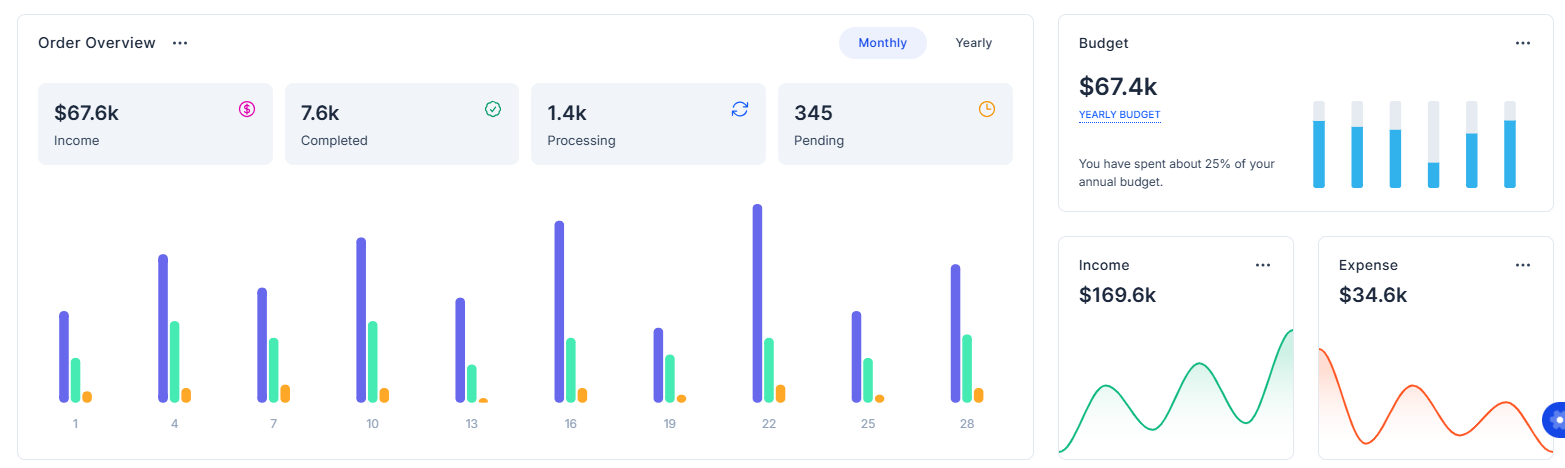 Order Overview
Monthly
Yearly
$67.6k
Income
7.6k
Completed
1.4k
Processing
345
Pending
1
4
7
10
13
16
19
22
25
28
Budget
$67.4k
YEARLY BUDGET
You have spent about 25% of your
annual budget.
Income
$169.6k
Expense
$34.6k